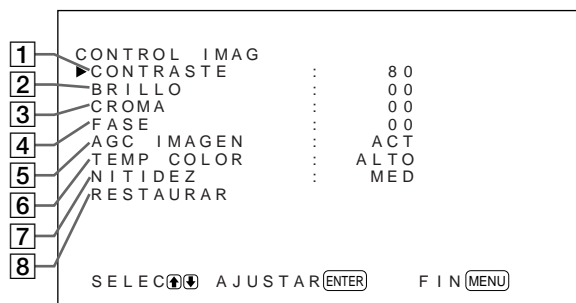 CONTROL IMAG
1 ▶CONTRASTE : 80
2 BRILLO : 00
3 CROMA : 00
4 FASE : 00
5 AGC IMAGEN : ACT
6 TEMP COLOR : ALTO
7 NITIDEZ : MED
8 RESTAURAR
SELEC ↑ ↓ AJUSTAR ENTER FIN MENU